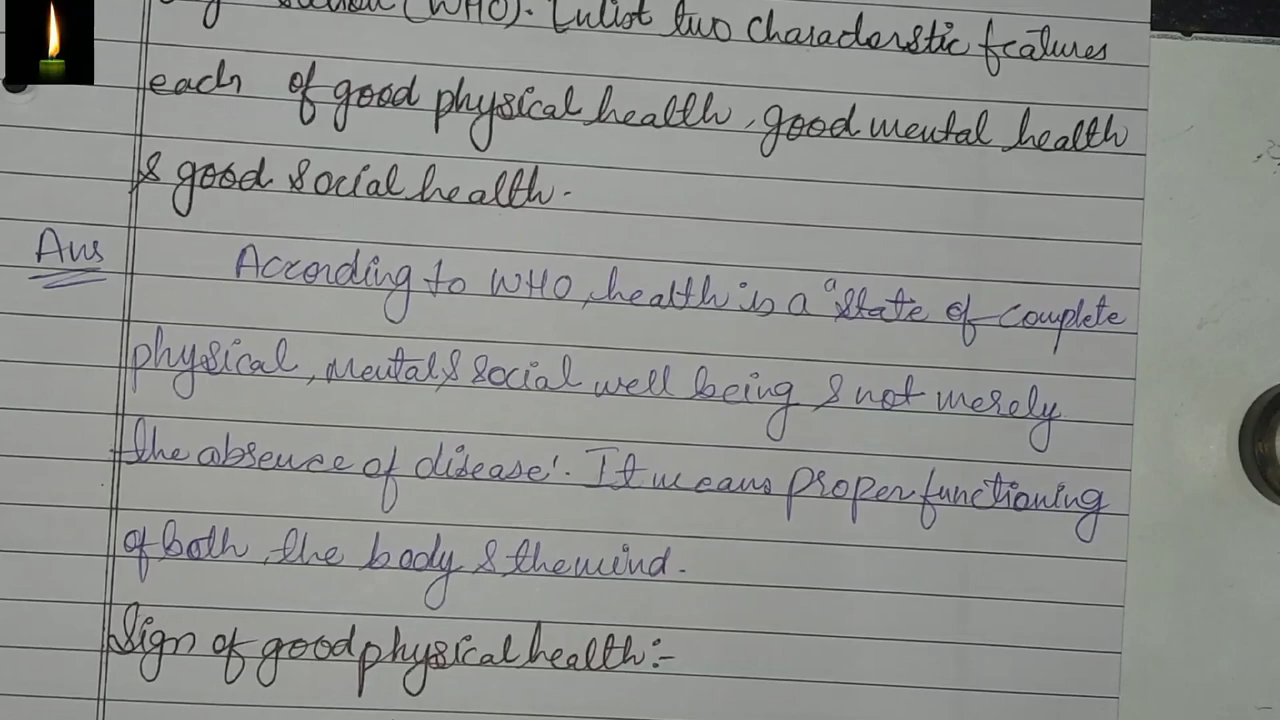 (WHO). Enlist two characterstic features
each of good physical health, good mental health
& good social health.
Ans According to WHO, health is a "state of complete
physical, mental & social well being & not merely
the absence of disease'. It means proper functioning
of both, the body & the mind.
Sign of good physical health:-